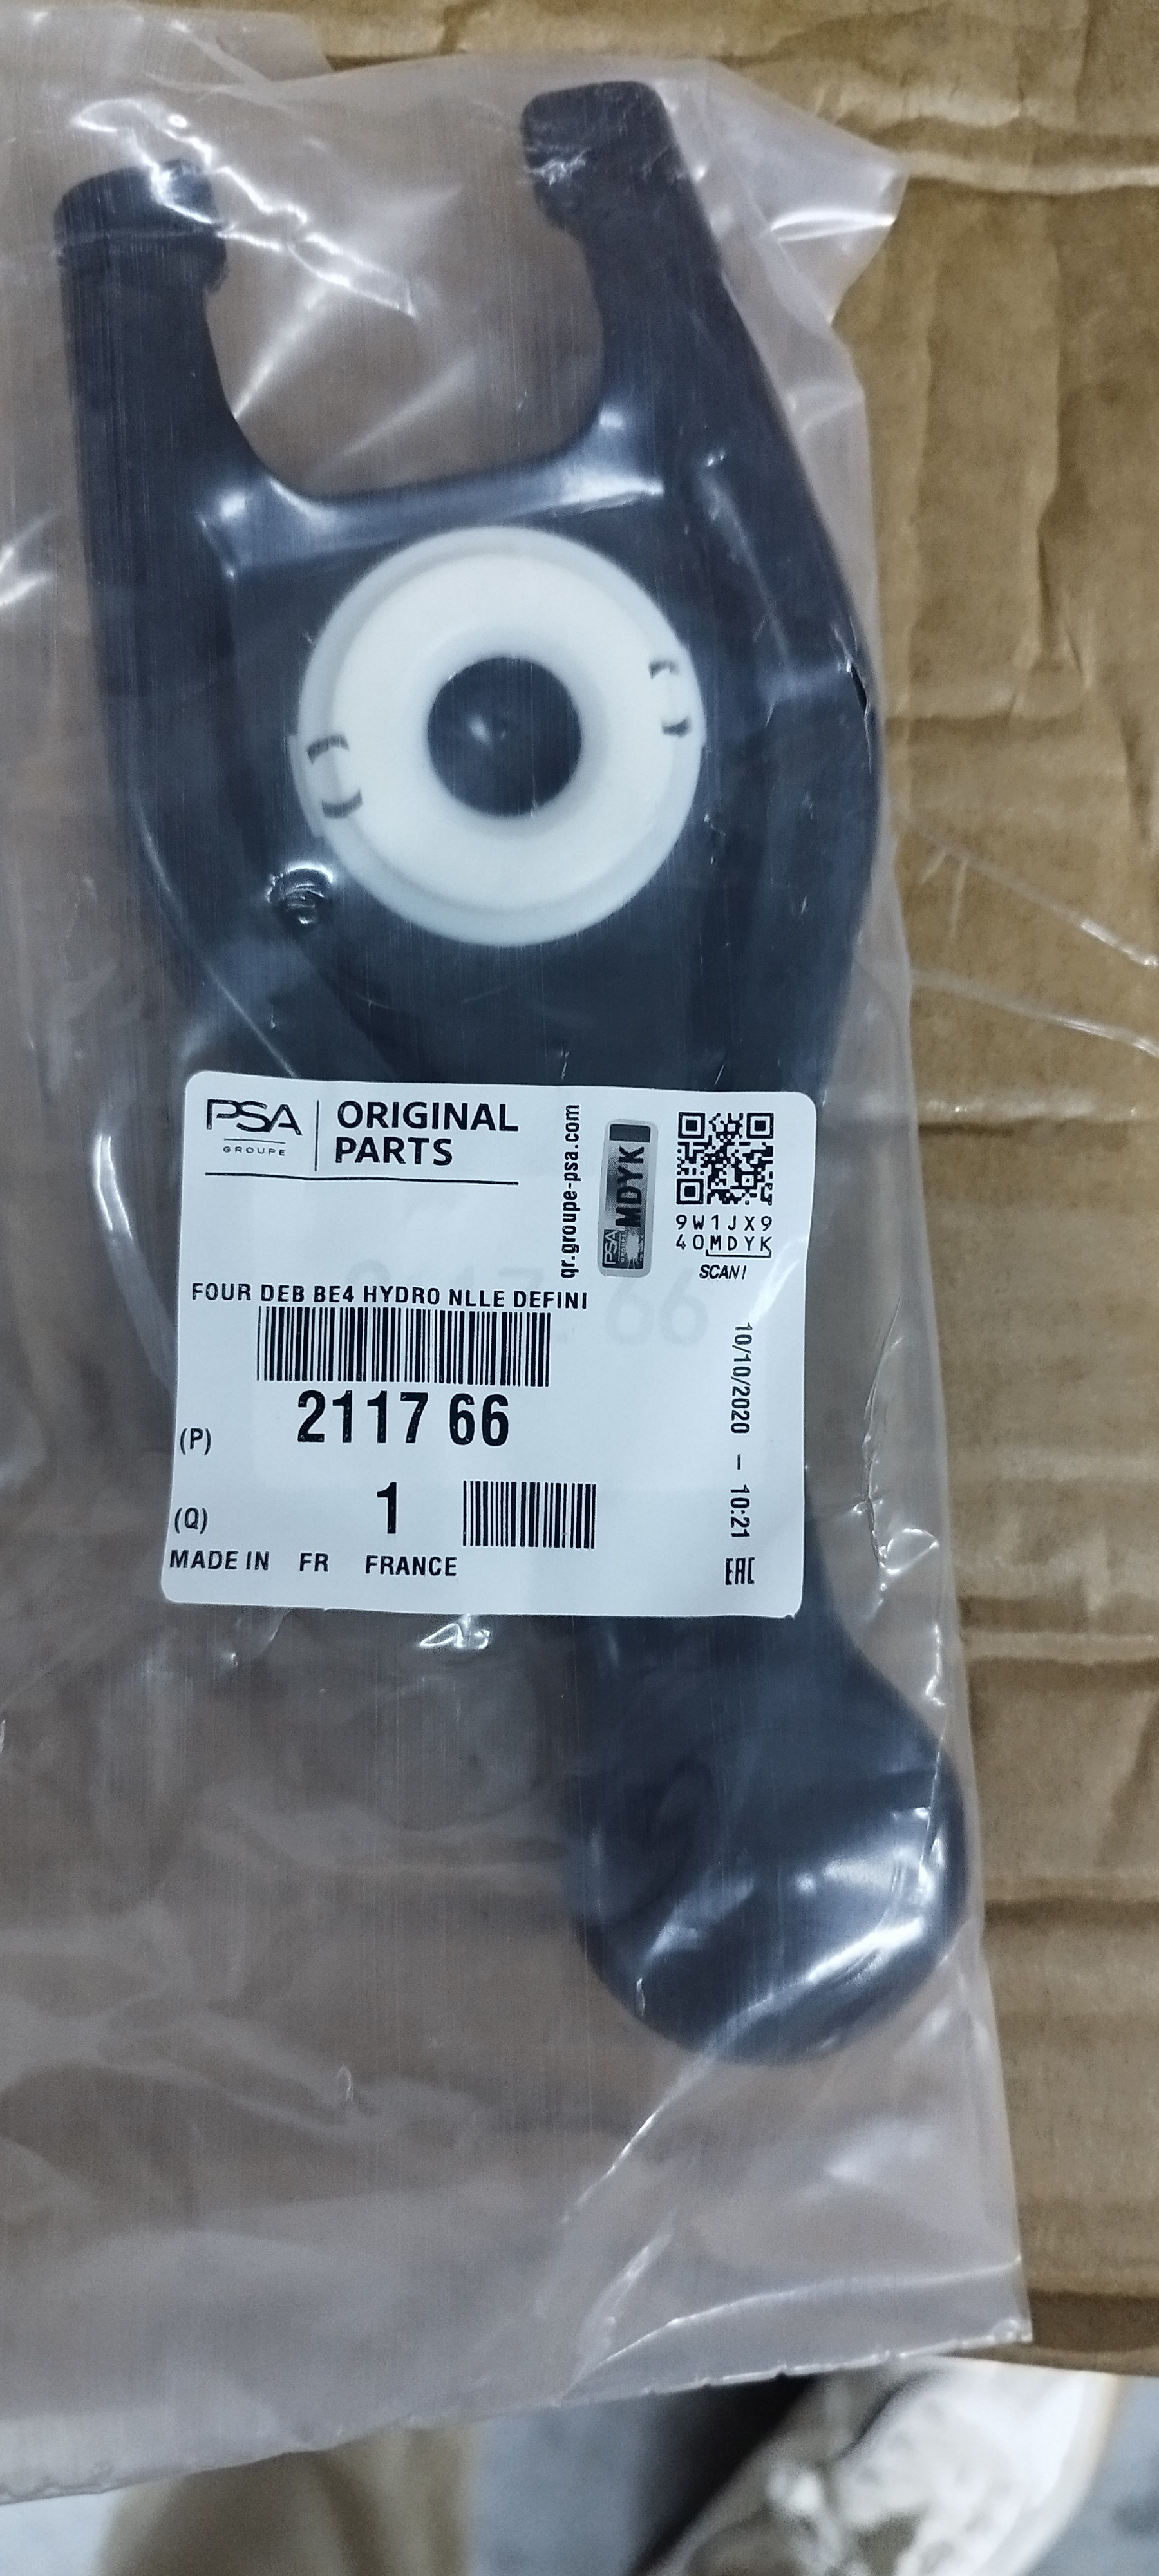 PSA
GROUPE
ORIGINAL
PARTS
qr.groupe-psa.com
MDYK
PSA
9W1JX9
40MDYK
SCAN!
FOUR DEB BE4 HYDRO NLLE DEFINI
2117 66
(P)
10/10/2020 - 10:21
(Q)
1
MADE IN FR FRANCE
EAC